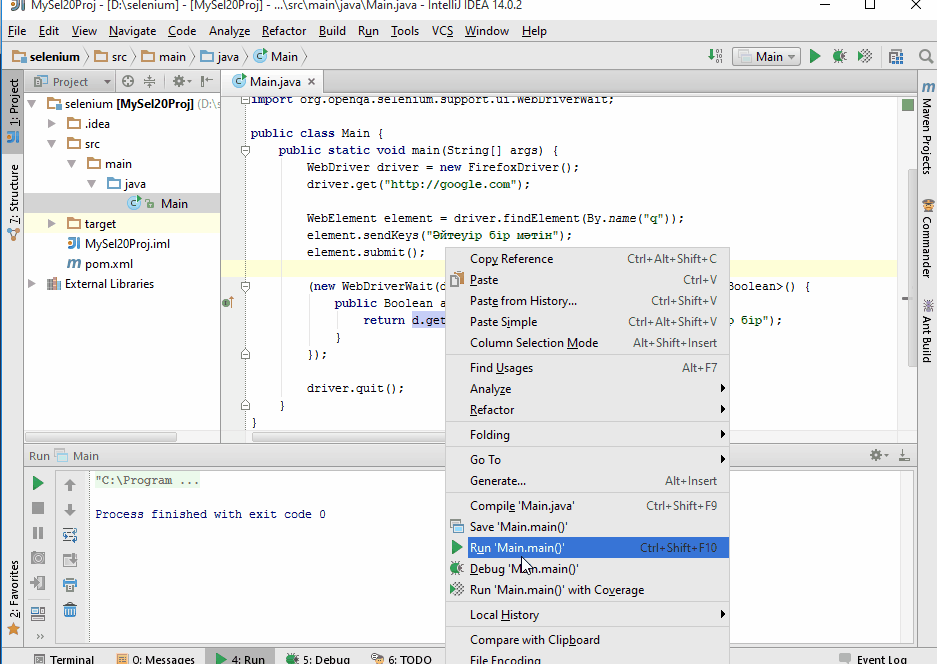 [MySel20Proj] - [D:\selenium] - [MySel20Proj] - ...\src\main\java\Main.java - IntelliJ IDEA 14.0.2
File Edit View Navigate Code Analyze Refactor Build Run Tools VCS Window Help
selenium src main java Main Main
Project Main.java
1: Project
7: Structure
2: Favorites
selenium [MySel20Proj] (D:\s
.idea
src
main
java
Main
target
MySel20Proj.iml
pom.xml
External Libraries
import org.openqa.selenium.support.ui.WebDriverWait;
public class Main {
public static void main(String[] args) {
WebDriver driver = new FirefoxDriver();
driver.get("http://google.com");
WebElement element = driver.findElement(By.name("q"));
element.sendKeys("Әйтеуір бір мәтін");
element.submit();
(new WebDriverWait(d Boolean>() {
public Boolean a
return d.get р бір");
}
});
driver.quit();
}
}
Copy Reference Ctrl+Alt+Shift+C
Paste Ctrl+V
Paste from History... Ctrl+Shift+V
Paste Simple Ctrl+Alt+Shift+V
Column Selection Mode Alt+Shift+Insert
Find Usages Alt+F7
Analyze
Refactor
Folding
Go To
Generate... Alt+Insert
Compile 'Main.java' Ctrl+Shift+F9
Save 'Main.main()'
Run 'Main.main()' Ctrl+Shift+F10
Debug 'Main.main()'
Run 'Main.main()' with Coverage
Local History
Compare with Clipboard
File Encoding
Maven Projects
Commander
Ant Build
Run Main
"C:\Program ...
Process finished with exit code 0
Terminal 0: Messages 4: Run 5: Debug 6: TODO Event Log